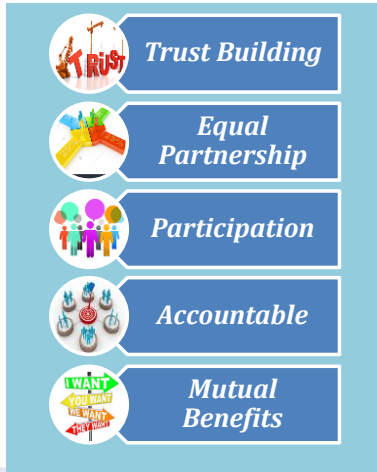 TRUST
Trust Building
Equal
Partnership
Participation
Accountable
I WANT
YOU WANT
WE WANT
THEY WANT
Mutual
Benefits